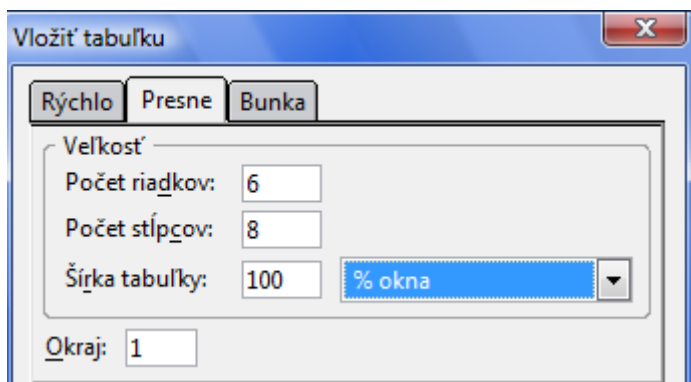 Vložiť tabuľku
Rýchlo Presne Bunka
Veľkosť
Počet riadkov: 6
Počet stĺpcov: 8
Šírka tabuľky: 100 % okna
Okraj: 1